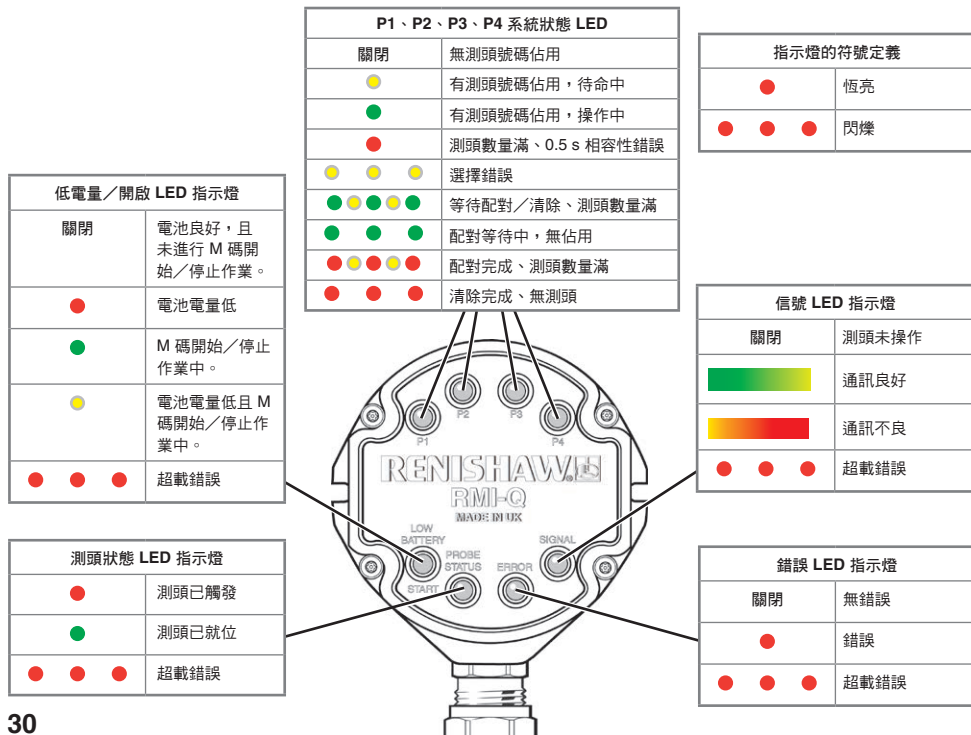 P1、P2、P3、P4 系統狀態 LED
關閉
無測頭號碼佔用
有測頭號碼佔用，待命中
有測頭號碼佔用，操作中
測頭數量滿、0.5 s 相容性錯誤
選擇錯誤
等待配對／清除、測頭數量滿
配對等待中，無佔用
配對完成、測頭數量滿
清除完成、無測頭
指示燈的符號定義
恆亮
閃爍
低電量／開啟 LED 指示燈
關閉
電池良好，且
未進行 M 碼開
始／停止作業。
電池電量低
M 碼開始／停止
作業中。
電池電量低且 M
碼開始／停止作
業中。
超載錯誤
信號 LED 指示燈
關閉
測頭未操作
通訊良好
通訊不良
超載錯誤
P1
P2
P3
P4
RENISHAW
RMI-Q
MADE IN UK
LOW
BATTERY
START
PROBE
STATUS
ERROR
SIGNAL
測頭狀態 LED 指示燈
測頭已觸發
測頭已就位
超載錯誤
錯誤 LED 指示燈
關閉
無錯誤
錯誤
超載錯誤
30